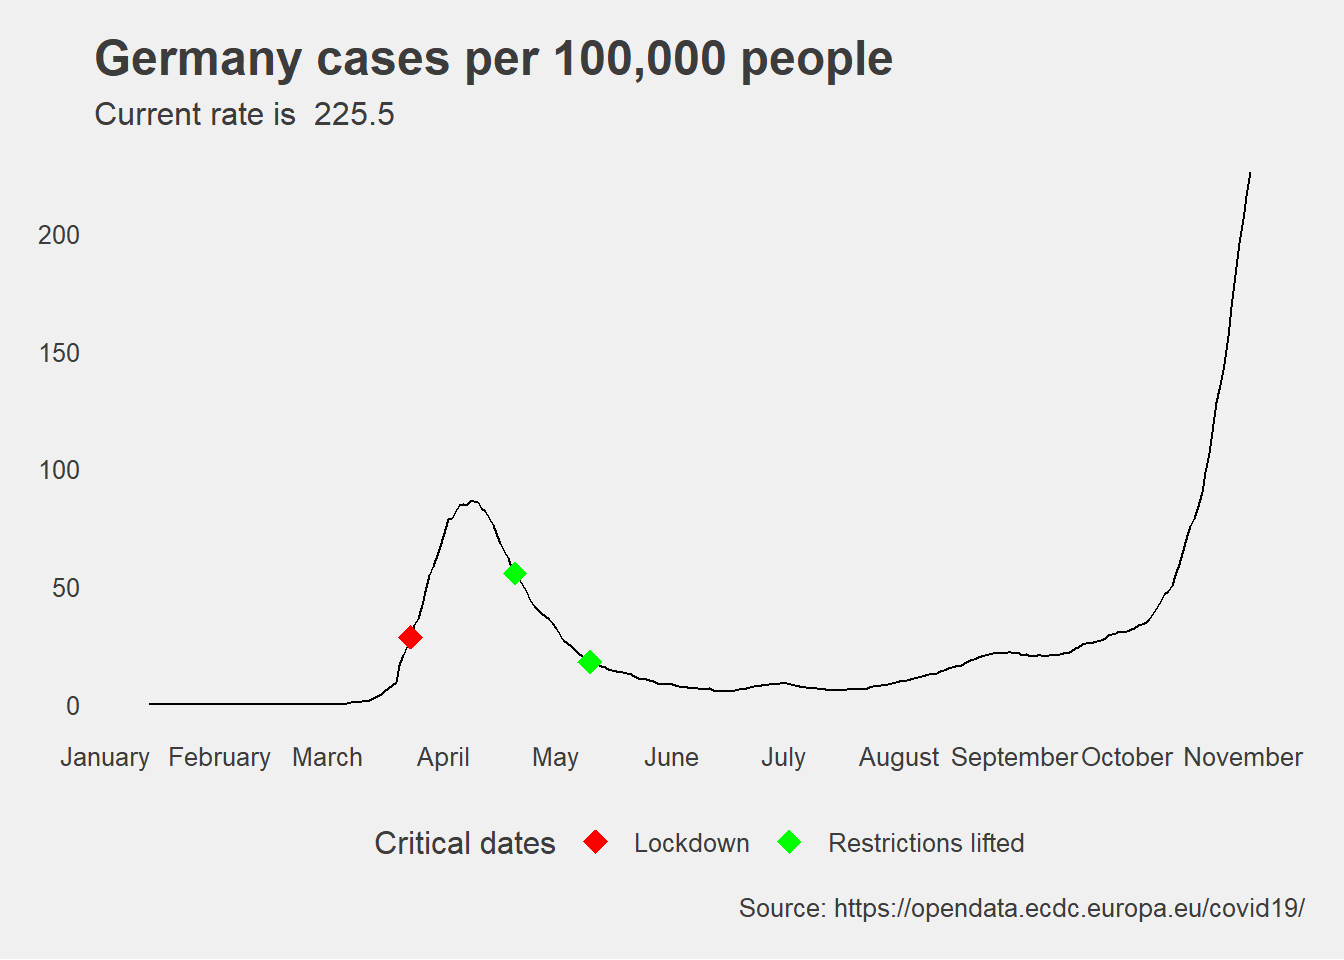 Germany cases per 100,000 people
Current rate is  225.5
200
150
100
50
0
January February March April May June July August September October November
Critical dates Lockdown Restrictions lifted
Source: https://opendata.ecdc.europa.eu/covid19/